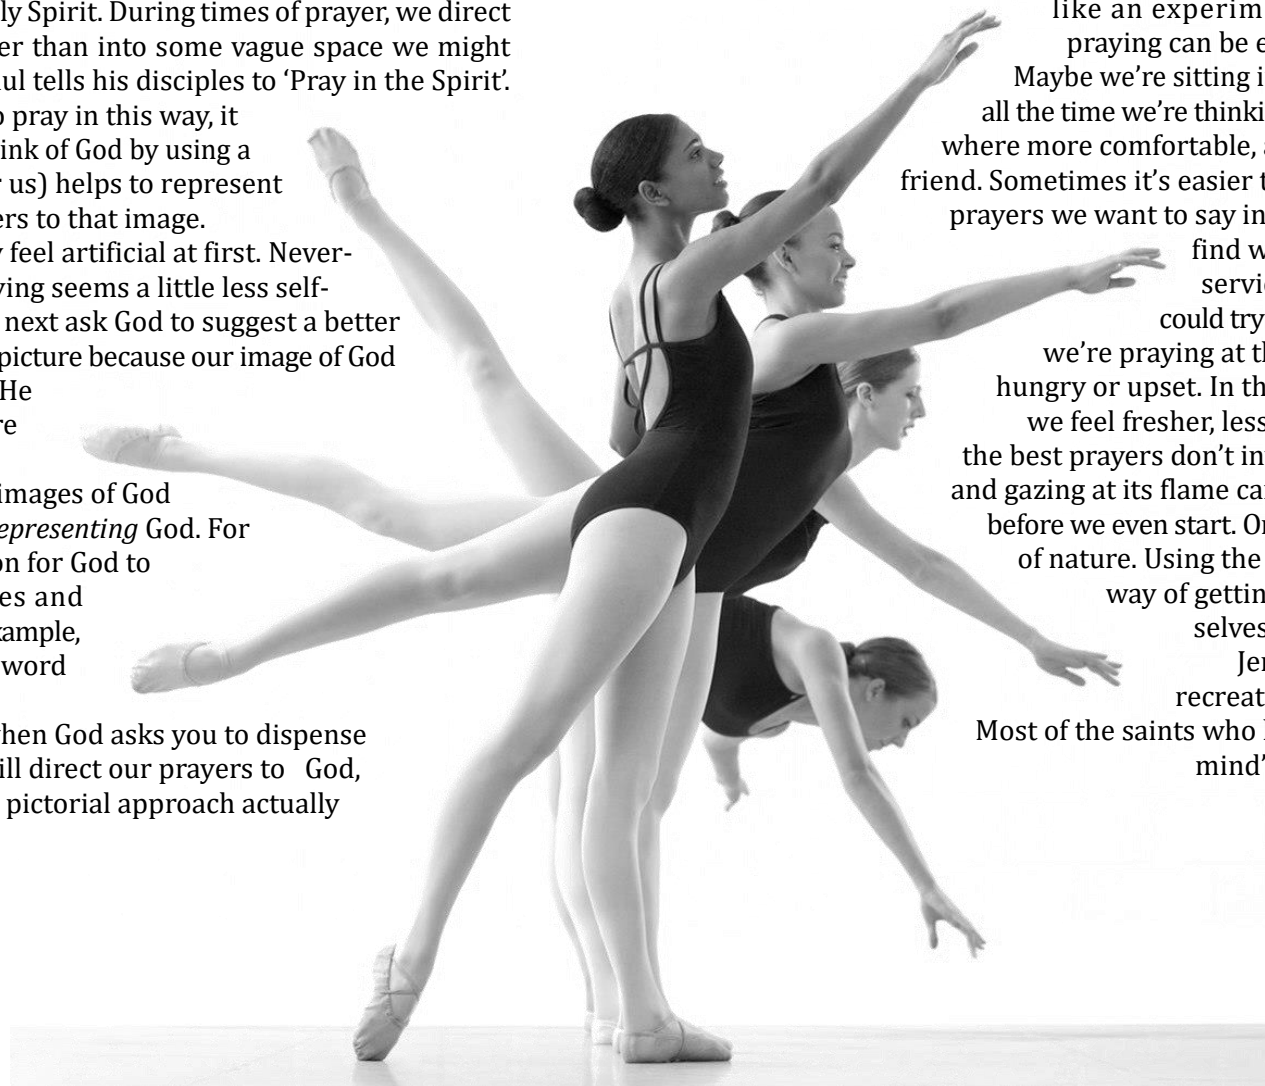 ly Spirit. During times of prayer, we direct
er than into some vague space we might
ul tells his disciples to ‘Pray in the Spirit’.
o pray in this way, it
ink of God by using a
r us) helps to represent
ers to that image.
y feel artificial at first. Never-
ying seems a little less self-
next ask God to suggest a better
picture because our image of God
He
re
images of God
epresenting God. For
on for God to
es and
xample,
word
when God asks you to dispense
ill direct our prayers to God,
pictorial approach actually
like an experim
praying can be e
Maybe we’re sitting i
all the time we’re thinki
where more comfortable, a
friend. Sometimes it’s easier t
prayers we want to say in
find w
servic
could try
we’re praying at th
hungry or upset. In th
we feel fresher, less
the best prayers don’t in
and gazing at its flame ca
before we even start. Or
of nature. Using the
way of gettin
selves
Jer
recreat
Most of the saints who l
mind’